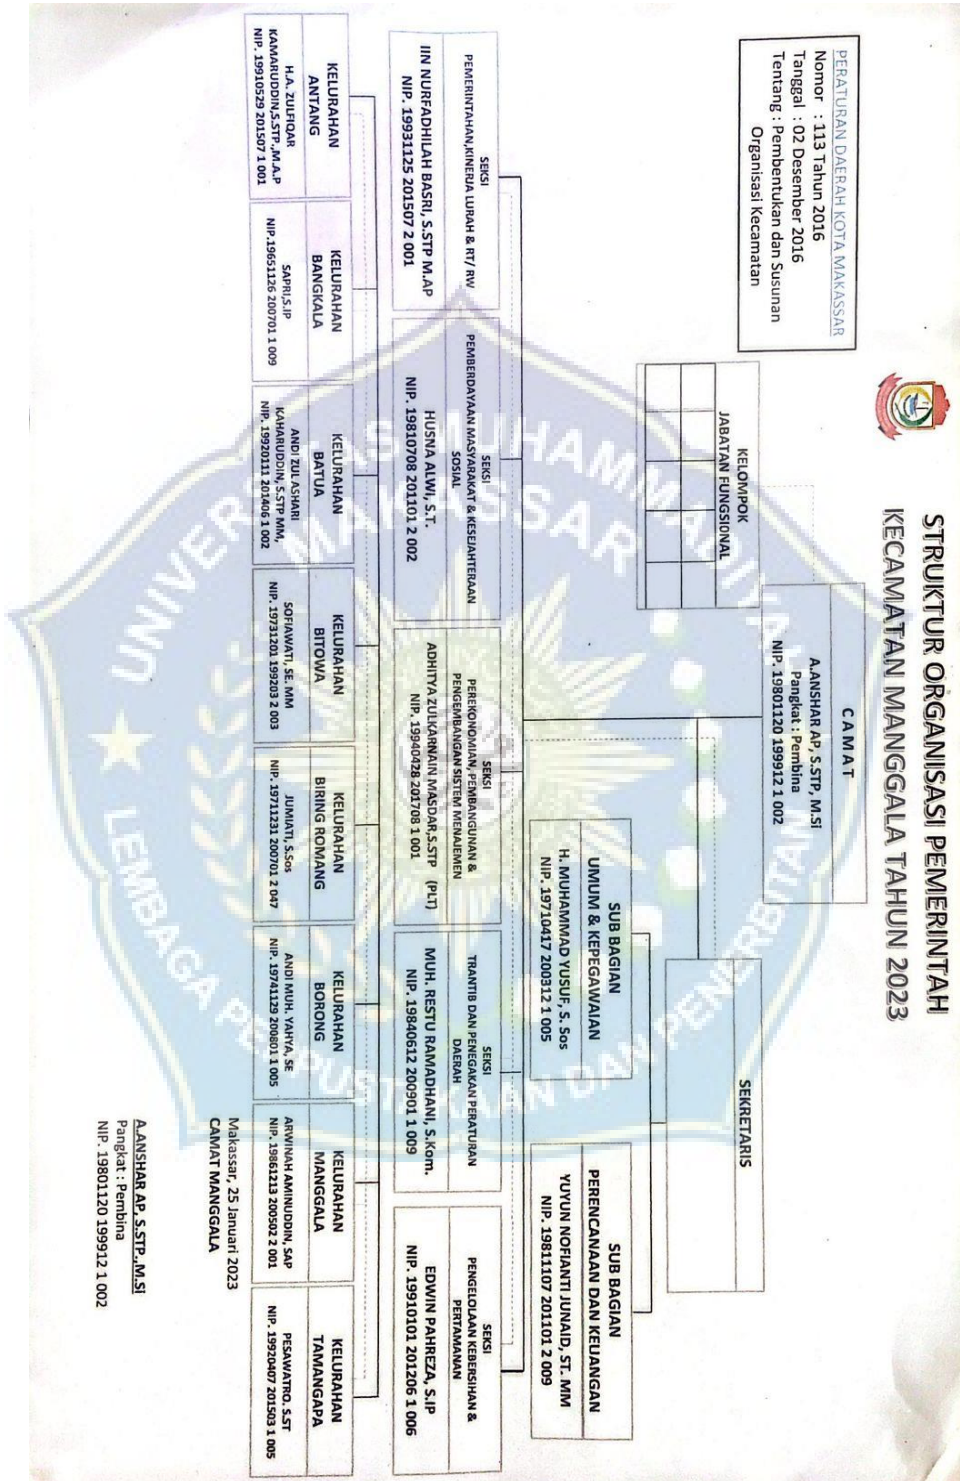 STRUKTUR ORGANISASI PEMERINTAH
KECAMATAN MANGGALA TAHUN 2023
PERATURAN DAERAH KOTA MAKASSAR
Nomor : 113 Tahun 2016
Tanggal : 02 Desember 2016
Tentang : Pembentukan dan Susunan
Organisasi Kecamatan
CAMAT
A.ANSHAR AP, S.STP, M.Si
Pangkat : Pembina
NIP. 19801120 199912 1 002
KELOMPOK
JABATAN FUNGSIONAL
SEKRETARIS
SUB BAGIAN
UMUM & KEPEGAWAIAN
H. MUHAMMAD YUSUF, S. Sos
NIP. 19710417 200312 1 005
SUB BAGIAN
PERENCANAAN DAN KEUANGAN
YUYUN NOFIANTI JUNAID, ST. MM
NIP. 19811107 201101 2 009
SEKSI
PEMERINTAHAN,KINERJA LURAH & RT/ RW
IIN NURFADHILAH BASRI, S.STP M.AP
NIP. 19931125 201507 2 001
SEKSI
PEMBERDAYAAN MASYARAKAT & KESEJAHTERAAN
SOSIAL
HUSNA ALWI, S.T.
NIP. 19810708 201101 2 002
SEKSI
PEREKONOMIAN, PEMBANGUNAN &
PENGEMBANGAN SISTEM MENAJEMEN
ADHITYA ZULKARNAIN MASDAR,S.STP (PLT)
NIP. 19940428 201708 1 001
SEKSI
TRANTIB DAN PENEGAKAN PERATURAN
DAERAH
MUH. RESTU RAMADHANI, S.Kom.
NIP. 19840612 200901 1 009
SEKSI
PENGELOLAAN KEBERSIHAN &
PERTAMANAN
EDWIN PAHREZA, S.IP
NIP. 19910101 201206 1 006
KELURAHAN
ANTANG
H.A. ZULFIQAR
KAMARUDDIN,S.STP.,M.A.P
NIP. 19910529 201507 1 001
KELURAHAN
BANGKALA
SAPRI,S.IP
NIP.19651126 200701 1 009
KELURAHAN
BATUA
ANDI ZUL ASHARI
KAHARUDDIN, S.STP MM,
NIP. 19920111 201406 1 002
KELURAHAN
BITOWA
SOFIAWATI, SE. MM
NIP. 19731201 199203 2 003
KELURAHAN
BIRING ROMANG
JUMIATI, S.Sos
NIP. 19711231 200701 2 047
KELURAHAN
BORONG
ANDI MUH. YAHYA, SE
NIP. 19741129 200801 1 005
KELURAHAN
MANGGALA
ARWINAH AMINUDDIN, SAP
NIP. 19861213 200502 2 001
KELURAHAN
TAMANGAPA
PESAWATRO. S.ST
NIP. 19920407 201503 1 005
Makassar, 25 Januari 2023
CAMAT MANGGALA
A.ANSHAR AP, S.STP.,M.Si
Pangkat : Pembina
NIP. 19801120 199912 1 002
UNIVERSITAS MUHAMMADIYAH
MAKASSAR
LEMBAGA PERPUSTAKAAN DAN PENERBITAN